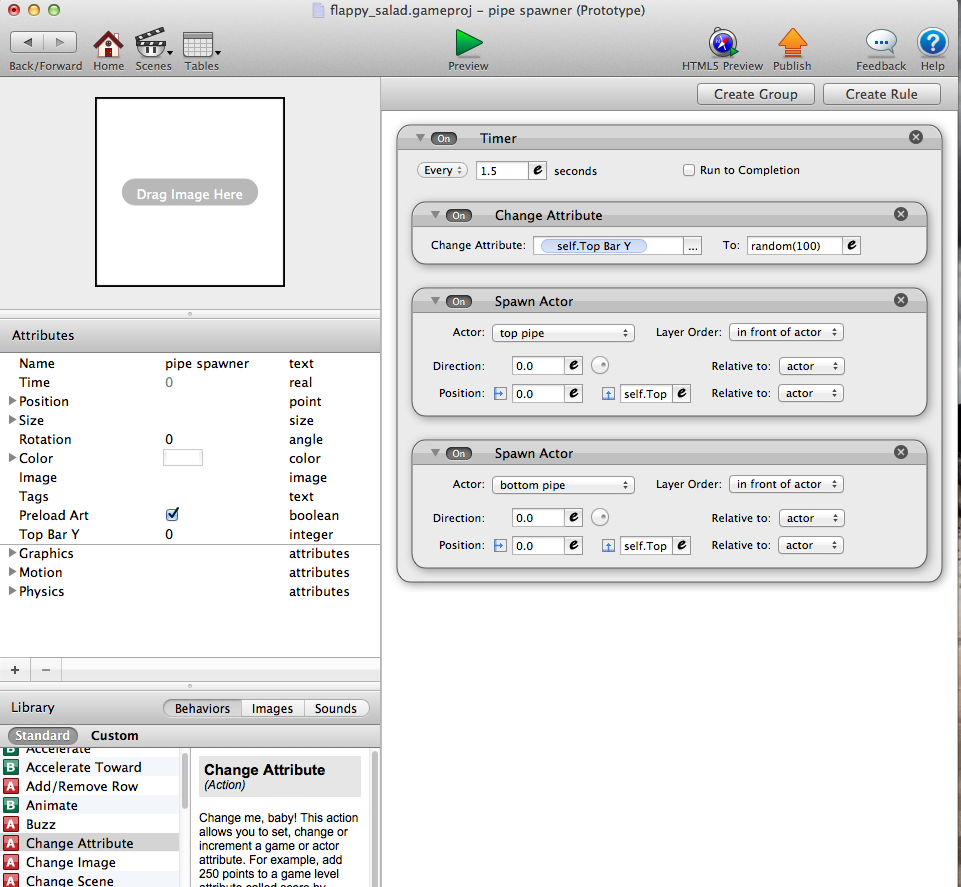 flappy_salad.gameproj – pipe spawner (Prototype)
Back/Forward Home Scenes Tables Preview HTML5 Preview Publish Feedback Help
Create Group Create Rule
Drag Image Here
Attributes
Name pipe spawner text
Time 0 real
Position point
Size size
Rotation 0 angle
Color color
Image image
Tags text
Preload Art boolean
Top Bar Y 0 integer
Graphics attributes
Motion attributes
Physics attributes
+ −
Library Behaviors Images Sounds
Standard Custom
B Accelerate
B Accelerate Toward
A Add/Remove Row
B Animate
A Buzz
A Change Attribute
A Change Image
A Change Scene
Change Attribute
(Action)
Change me, baby! This action
allows you to set, change or
increment a game or actor
attribute. For example, add
250 points to a game level
attribute called score by
On Timer
Every 1.5 e seconds Run to Completion
On Change Attribute
Change Attribute: self.Top Bar Y ... To: random(100) e
On Spawn Actor
Actor: top pipe Layer Order: in front of actor
Direction: 0.0 e Relative to: actor
Position: 0.0 e self.Top e Relative to: actor
On Spawn Actor
Actor: bottom pipe Layer Order: in front of actor
Direction: 0.0 e Relative to: actor
Position: 0.0 e self.Top e Relative to: actor